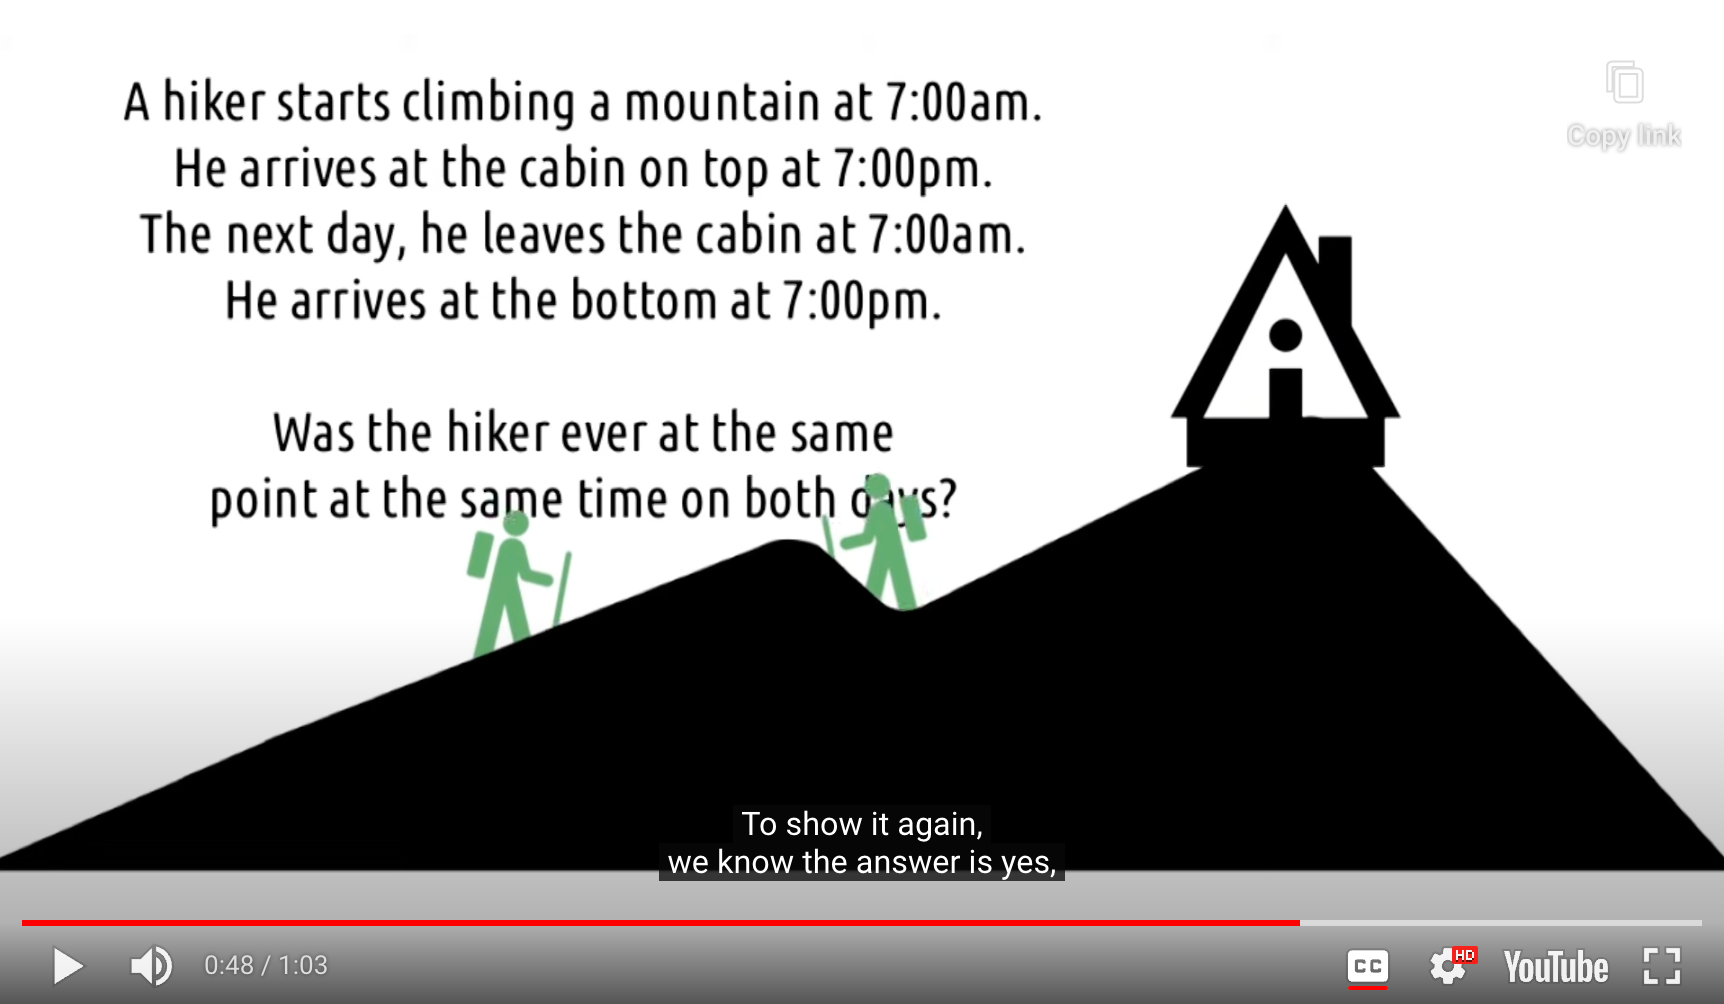 A hiker starts climbing a mountain at 7:00am.
He arrives at the cabin on top at 7:00pm.
The next day, he leaves the cabin at 7:00am.
He arrives at the bottom at 7:00pm.
Was the hiker ever at the same
point at the same time on both days?
Copy link
i
To show it again,
we know the answer is yes,
0:48 / 1:03
CC
HD
YouTube